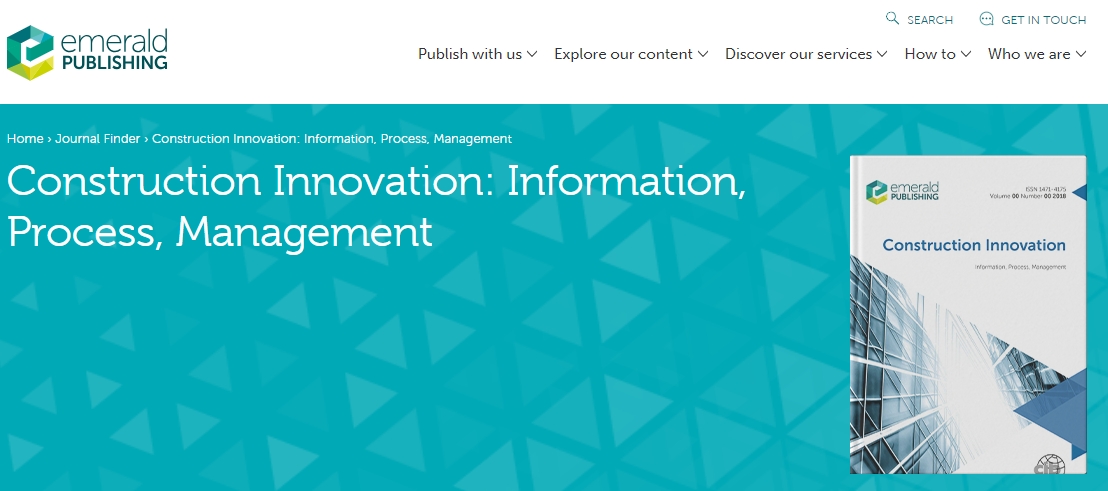 emerald
PUBLISHING
SEARCH
GET IN TOUCH
Publish with us
Explore our content
Discover our services
How to
Who we are
Home › Journal Finder › Construction Innovation: Information, Process, Management
Construction Innovation: Information,
Process, Management
emerald
PUBLISHING
ISSN 1471-4175
Volume 00 Number 00 2018
Construction Innovation
Information, Process, Management